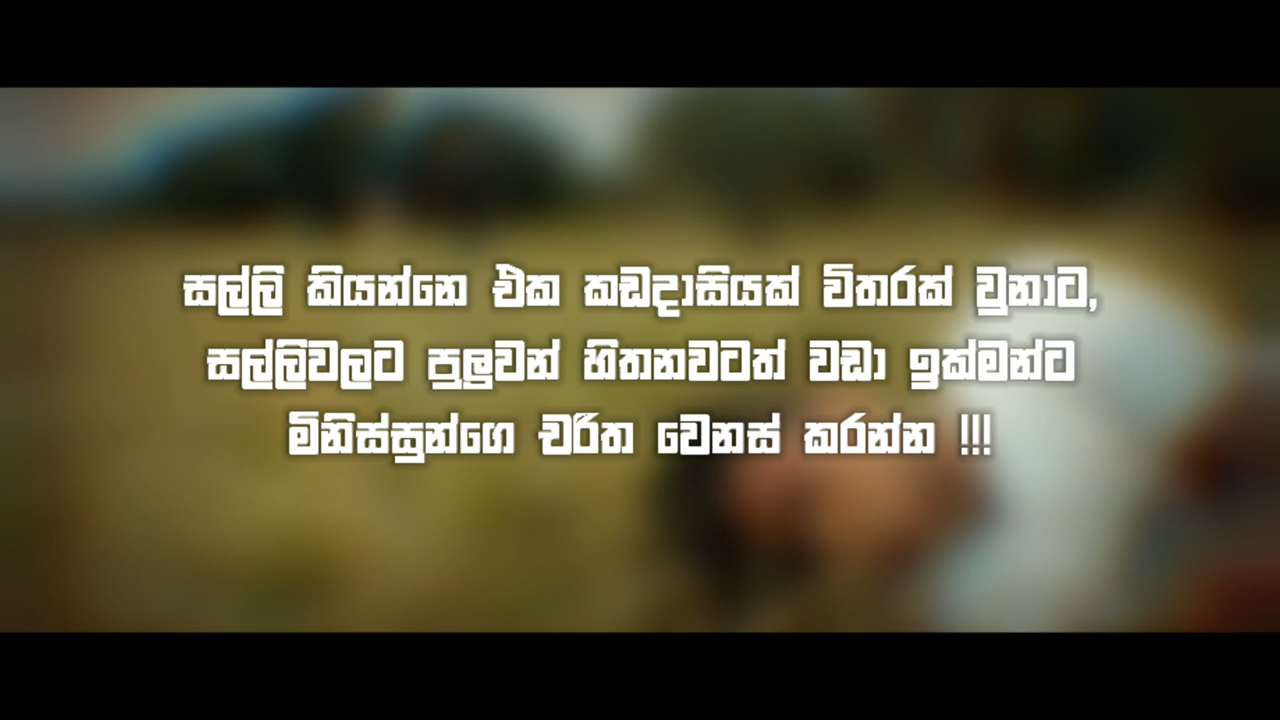 සල්ලි කියන්නෙ එක කඩදාසියක් විතරක් වුනාට,
සල්ලිවලට පුලුවන් හිතනවටත් වඩා ඉක්මන්ට
මිනිස්සුන්ගෙ චරිත වෙනස් කරන්න !!!